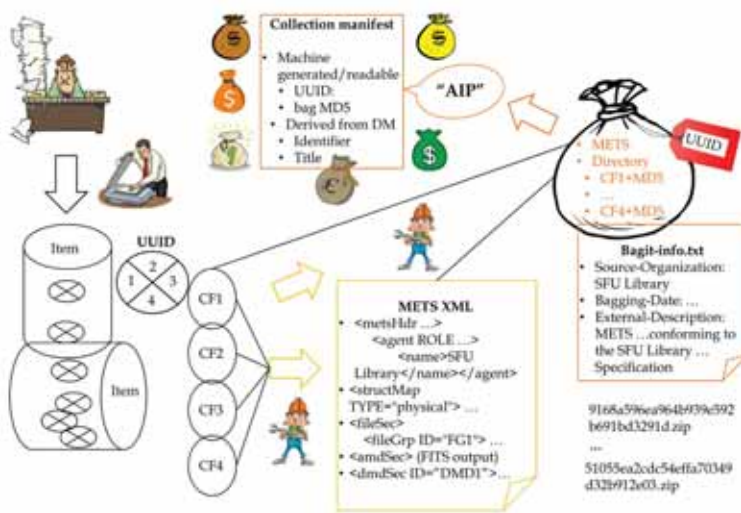 Collection manifest
• Machine
generated/readable
• UUID:
• bag MD5
• Derived from DM
• Identifier
• Title
"AIP"
UUID
• METS
• Directory
• CF1+MD5
• ...
• CF4+MD5
Item
UUID
1 2 3 4
Item
CF1
CF2
CF3
CF4
METS XML
• <metsHdr ...>
<agent ROLE ...>
<name>SFU
Library</name></agent>
• <structMap
TYPE="physical"> ...
• <fileSec>
<fileGrp ID="FG1"> ...
• <amdSec> (FITS output)
• <dmdSec ID="DMD1">...
Bagit-info.txt
• Source-Organization:
SFU Library
• Bagging-Date: ...
• External-Description:
METS ...conforming to
the SFU Library ...
Specification
9168a596ea964b939c592
b691bd3291d.zip
...
51055ea2cdc54effa70349
d32b912e03.zip